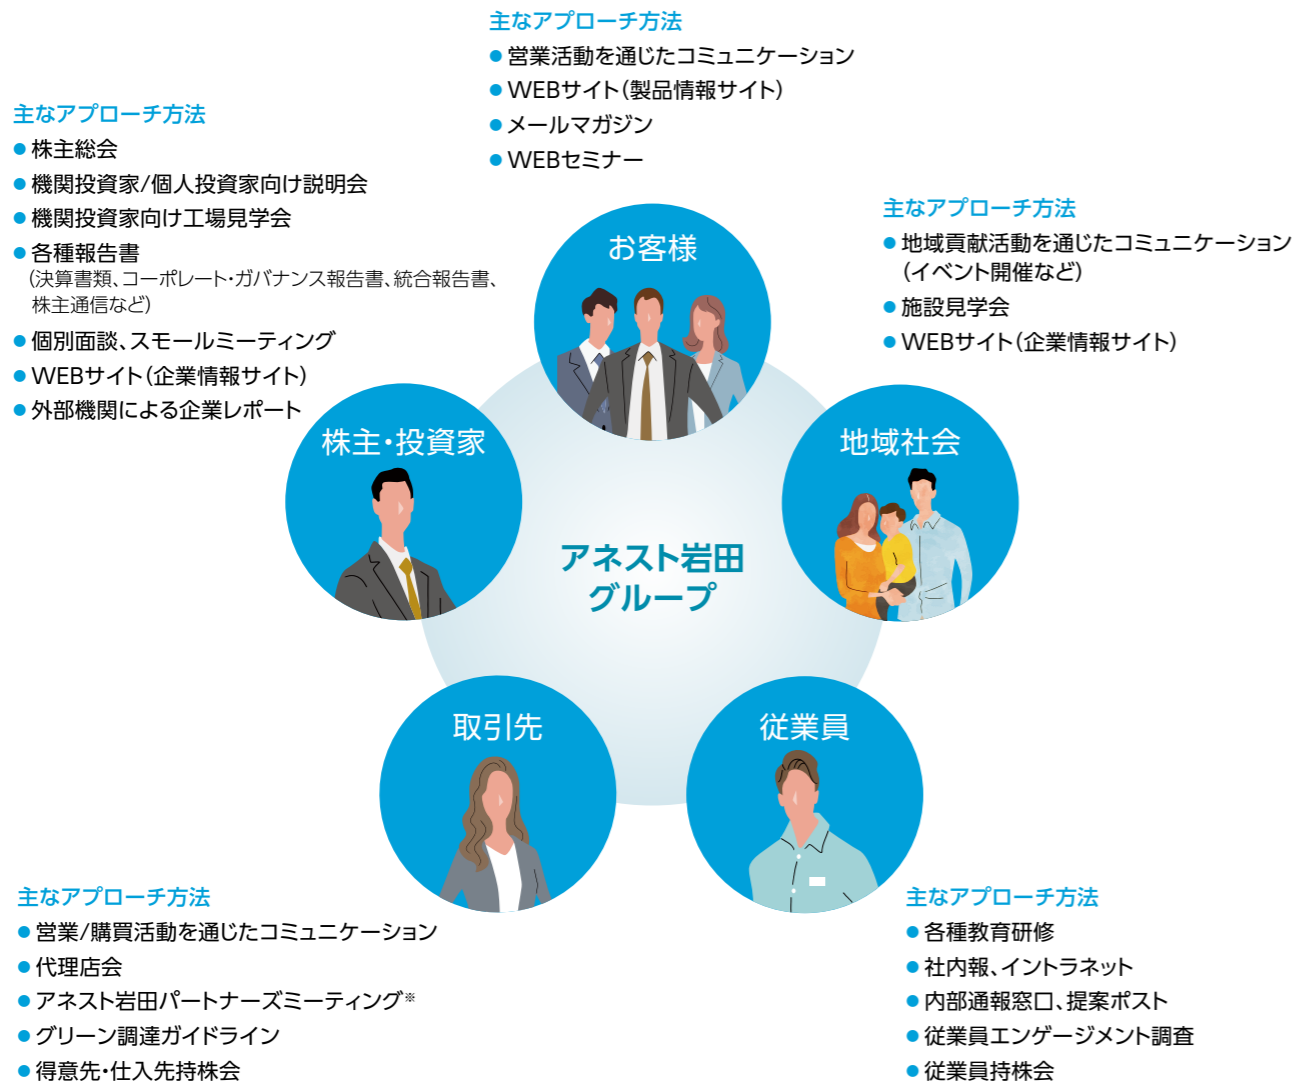 主なアプローチ方法
●営業活動を通じたコミュニケーション
●WEBサイト(製品情報サイト)
●メールマガジン
●WEBセミナー
主なアプローチ方法
●株主総会
●機関投資家/個人投資家向け説明会
●機関投資家向け工場見学会
●各種報告書
(決算書類、コーポレート・ガバナンス報告書、統合報告書、
株主通信など)
●個別面談、スモールミーティング
●WEBサイト(企業情報サイト)
●外部機関による企業レポート
主なアプローチ方法
●地域貢献活動を通じたコミュニケーション
(イベント開催など)
●施設見学会
●WEBサイト(企業情報サイト)
お客様
株主・投資家
地域社会
アネスト岩田
グループ
取引先
従業員
主なアプローチ方法
●営業/購買活動を通じたコミュニケーション
●代理店会
●アネスト岩田パートナーズミーティング※
●グリーン調達ガイドライン
●得意先・仕入先持株会
主なアプローチ方法
●各種教育研修
●社内報、イントラネット
●内部通報窓口、提案ポスト
●従業員エンゲージメント調査
●従業員持株会